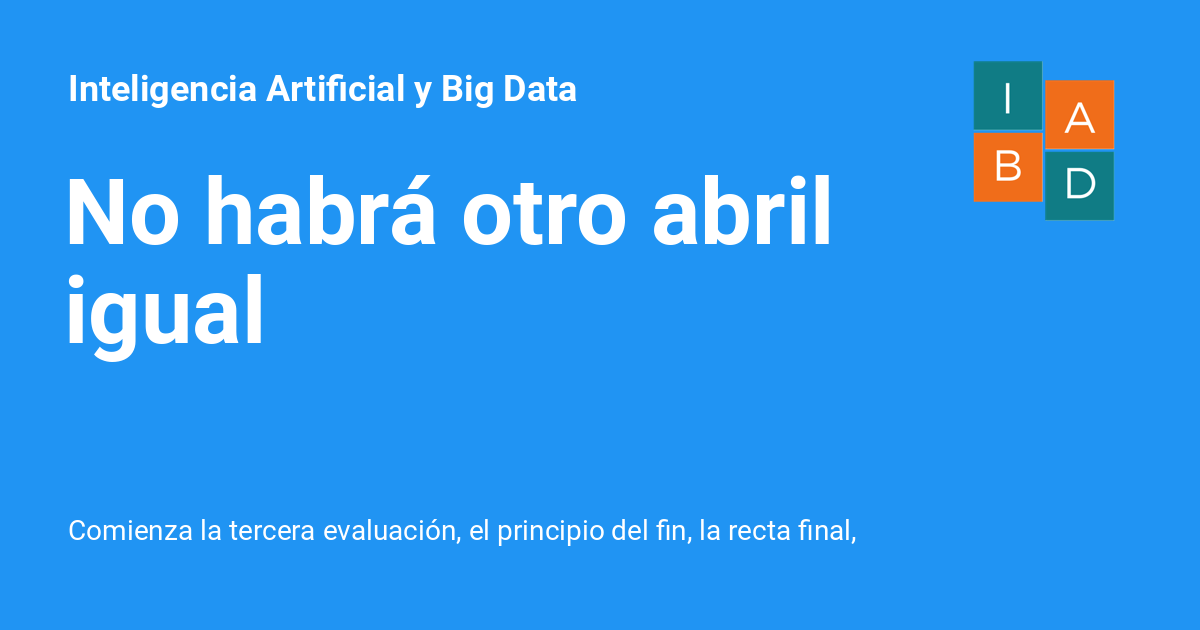 Inteligencia Artificial y Big Data
I A
B D
No habrá otro abril
igual
Comienza la tercera evaluación, el principio del fin, la recta final,